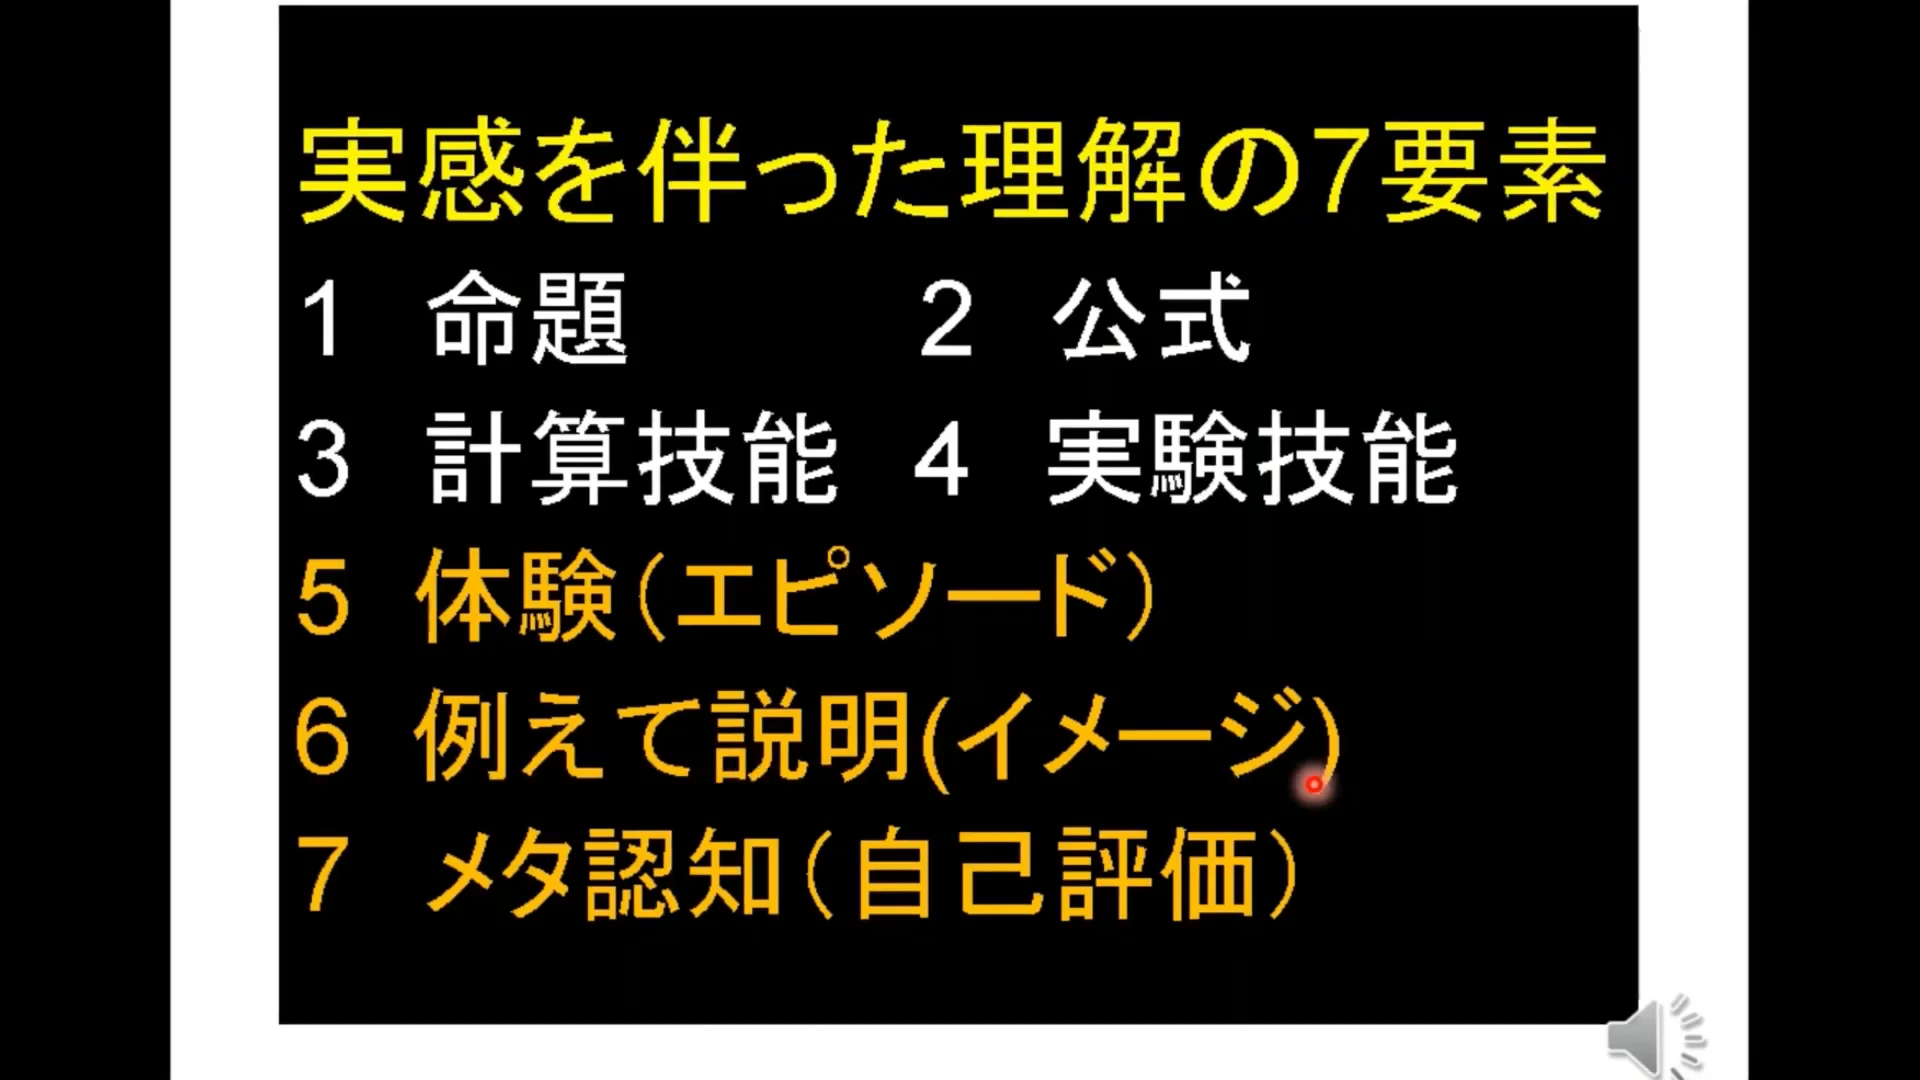 実感を伴った理解の7要素
1　命題　2　公式
3　計算技能　4　実験技能
5　体験（エピソード）
6　例えて説明(イメージ)
7　メタ認知（自己評価）